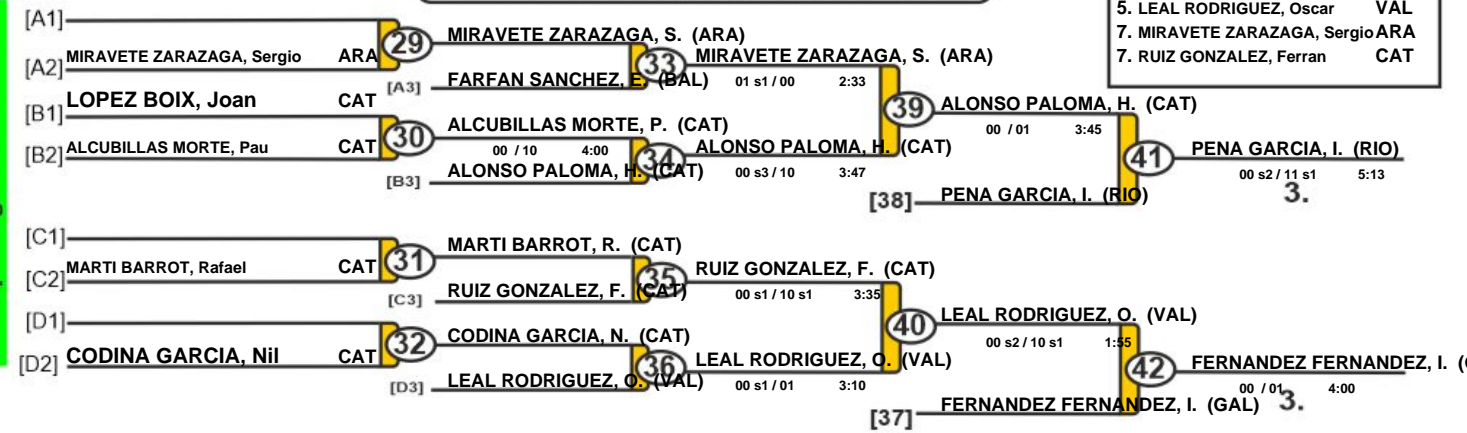 5. LEAL RODRIGUEZ, Oscar VAL
7. MIRAVETE ZARAZAGA, Sergio ARA
7. RUIZ GONZALEZ, Ferran CAT
[A1]
[A2] MIRAVETE ZARAZAGA, Sergio ARA
29
MIRAVETE ZARAZAGA, S. (ARA)
[A3] FARFAN SANCHEZ, E. (BAL)
33
MIRAVETE ZARAZAGA, S. (ARA)
01 s1 / 00 2:33
[B1] LOPEZ BOIX, Joan CAT
[B2] ALCUBILLAS MORTE, Pau CAT
30
ALCUBILLAS MORTE, P. (CAT)
00 / 10 4:00
[B3] ALONSO PALOMA, H. (CAT)
34
ALONSO PALOMA, H. (CAT)
00 s3 / 10 3:47
39
ALONSO PALOMA, H. (CAT)
00 / 01 3:45
[38] PENA GARCIA, I. (RIO)
41
PENA GARCIA, I. (RIO)
00 s2 / 11 s1 5:13
3.
[C1]
[C2] MARTI BARROT, Rafael CAT
31
MARTI BARROT, R. (CAT)
[C3] RUIZ GONZALEZ, F. (CAT)
35
RUIZ GONZALEZ, F. (CAT)
00 s1 / 10 s1 3:35
[D1]
[D2] CODINA GARCIA, Nil CAT
32
CODINA GARCIA, N. (CAT)
[D3] LEAL RODRIGUEZ, O. (VAL)
36
LEAL RODRIGUEZ, O. (VAL)
00 s1 / 01 3:10
40
LEAL RODRIGUEZ, O. (VAL)
00 s2 / 10 s1 1:55
[37] FERNANDEZ FERNANDEZ, I. (GAL)
42
FERNANDEZ FERNANDEZ, I.
00 / 01 4:00
3.